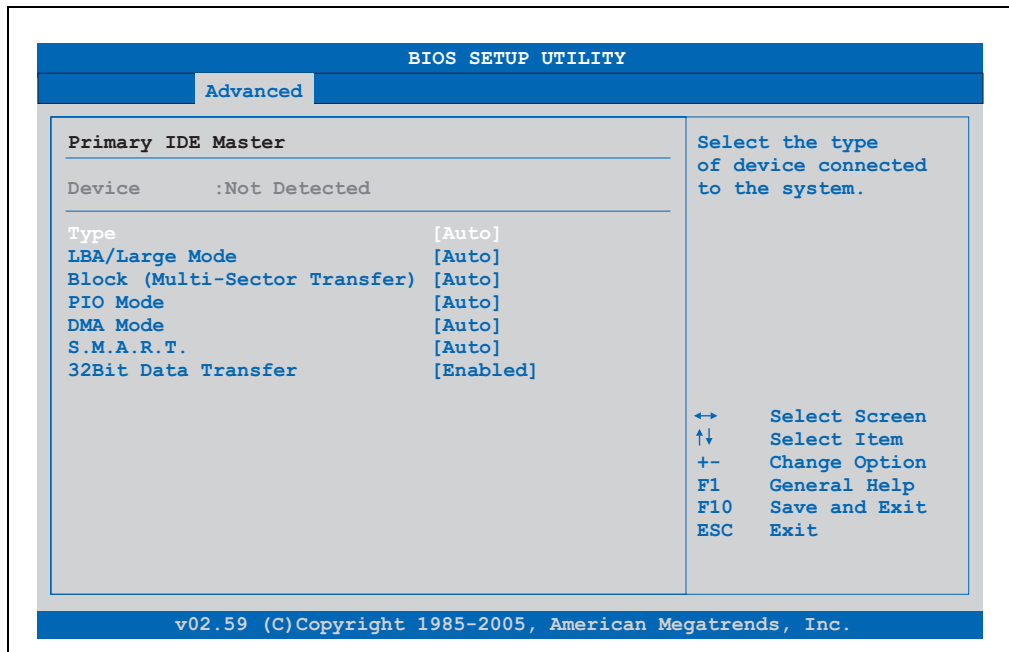 BIOS SETUP UTILITY
Advanced
Primary IDE Master
Device :Not Detected
Type [Auto]
LBA/Large Mode [Auto]
Block (Multi-Sector Transfer) [Auto]
PIO Mode [Auto]
DMA Mode [Auto]
S.M.A.R.T. [Auto]
32Bit Data Transfer [Enabled]
Select the type
of device connected
to the system.
↔ Select Screen
↑↓ Select Item
+- Change Option
F1 General Help
F10 Save and Exit
ESC Exit
v02.59 (C)Copyright 1985-2005, American Megatrends, Inc.